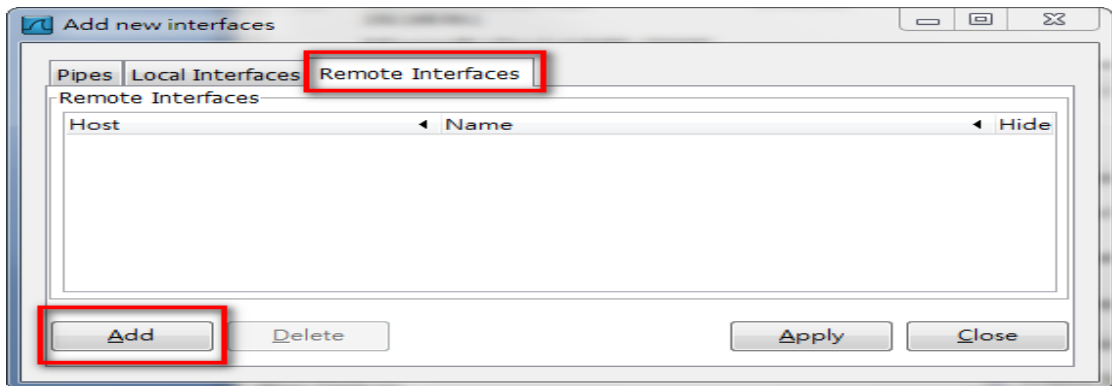 Add new interfaces
Pipes Local Interfaces Remote Interfaces
Remote Interfaces
Host Name Hide
Add Delete Apply Close